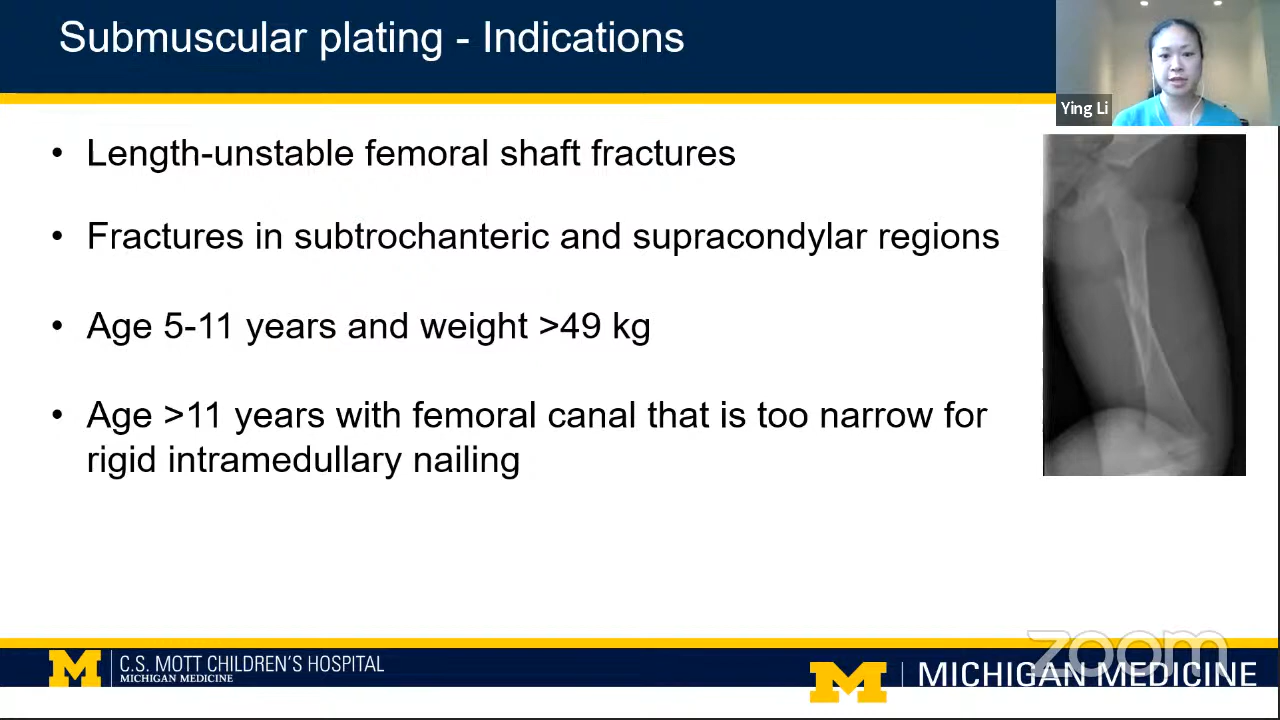 Submuscular plating - Indications
Ying Li
• Length-unstable femoral shaft fractures
• Fractures in subtrochanteric and supracondylar regions
• Age 5-11 years and weight >49 kg
• Age >11 years with femoral canal that is too narrow for
rigid intramedullary nailing
M
C.S. MOTT CHILDREN'S HOSPITAL
MICHIGAN MEDICINE
zoom
M
MICHIGAN MEDICINE